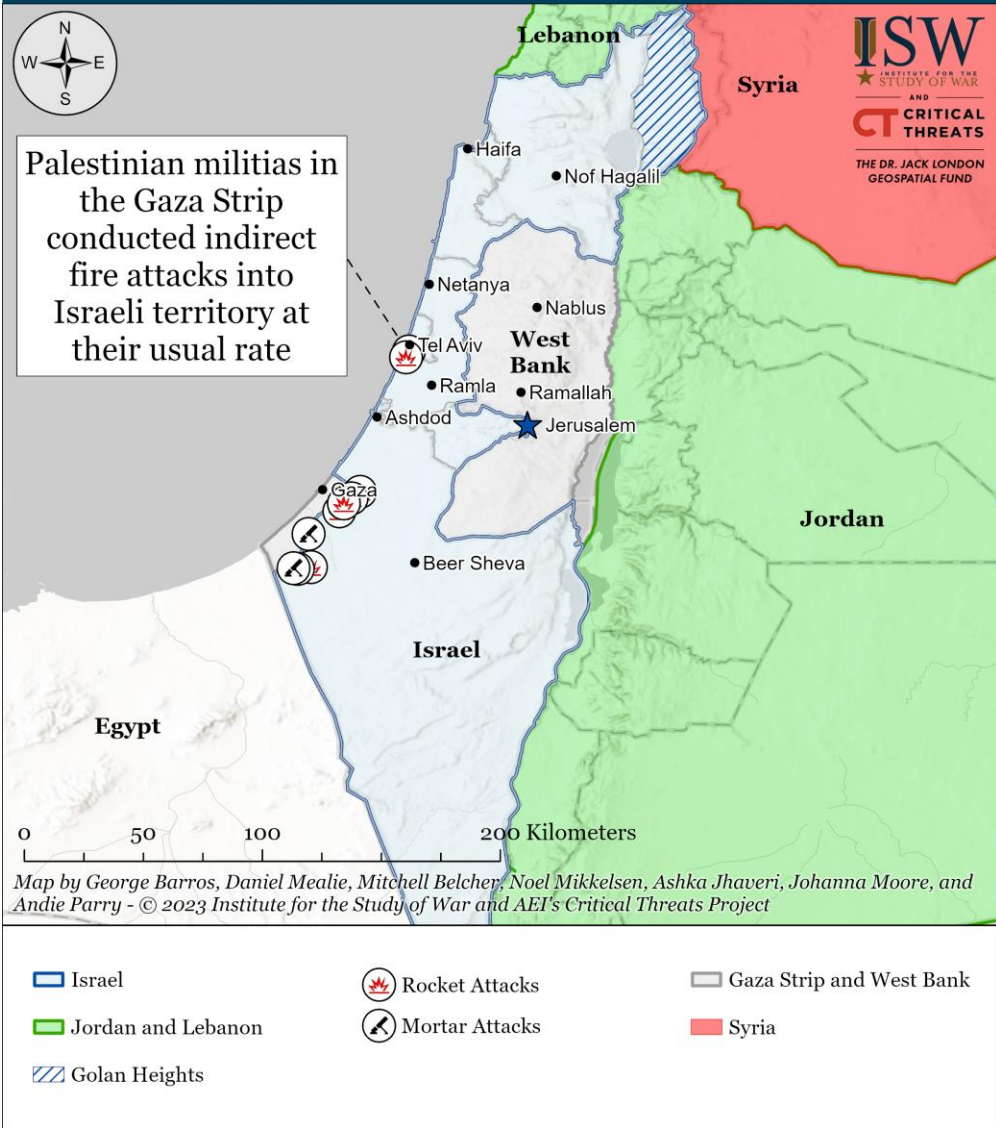 N
W
E
S
ISW
INSTITUTE FOR THE
STUDY OF WAR
AND
CT CRITICAL
THREATS
THE DR. JACK LONDON
GEOSPATIAL FUND
Lebanon
Syria
Haifa
Nof Hagalil
Palestinian militias in
the Gaza Strip
conducted indirect
fire attacks into
Israeli territory at
their usual rate
Netanya
Nablus
Tel Aviv
West
Bank
Ramla
Ramallah
Ashdod
Jerusalem
Gaza
Jordan
Beer Sheva
Israel
Egypt
0 50 100 200 Kilometers
Map by George Barros, Daniel Mealie, Mitchell Belcher, Noel Mikkelsen, Ashka Jhaveri, Johanna Moore, and
Andie Parry - © 2023 Institute for the Study of War and AEI's Critical Threats Project
Israel
Jordan and Lebanon
Golan Heights
Rocket Attacks
Mortar Attacks
Gaza Strip and West Bank
Syria